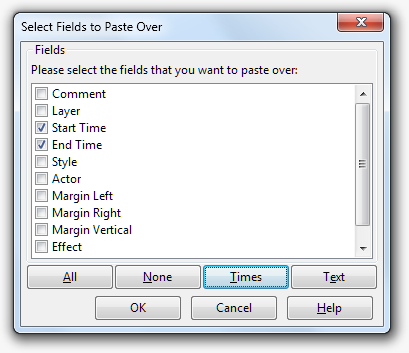 Select Fields to Paste Over
Fields
Please select the fields that you want to paste over:
Comment
Layer
Start Time
End Time
Style
Actor
Margin Left
Margin Right
Margin Vertical
Effect
All None Times Text
OK Cancel Help